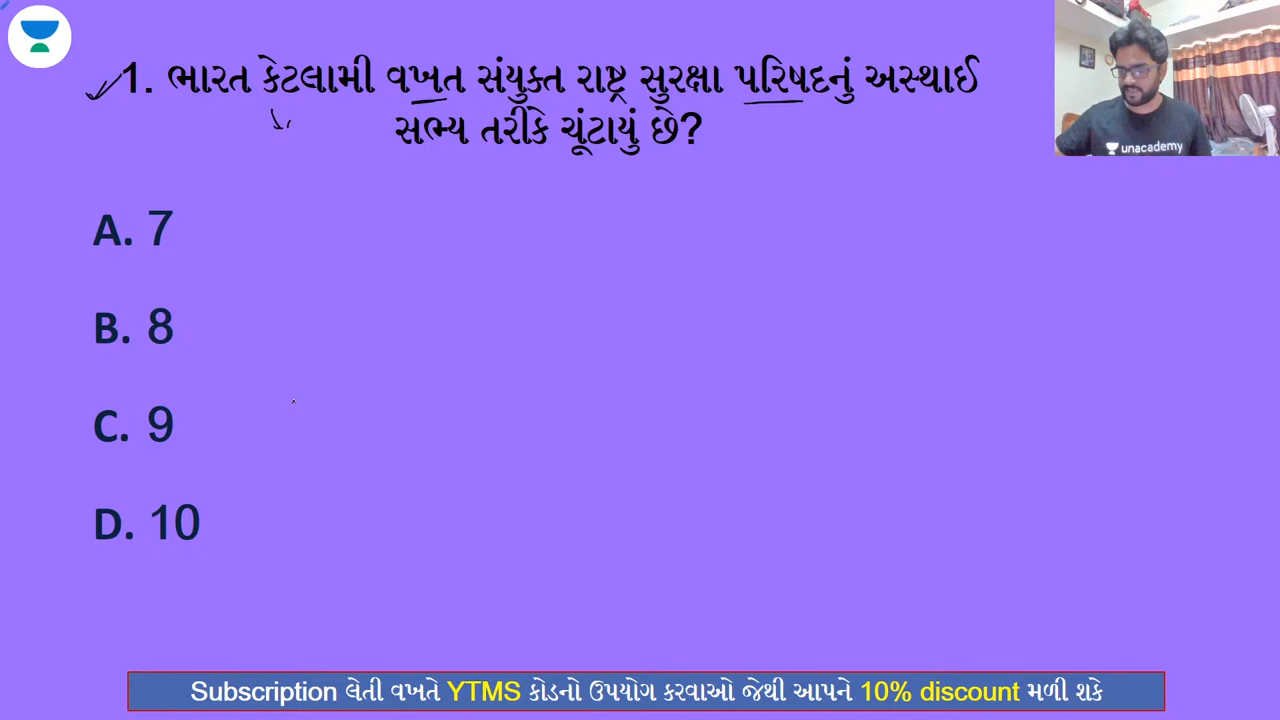 1. ભારત કેટલામી વખત સંયુક્ત રાષ્ટ્ર સુરક્ષા પરિષદનું અસ્થાઈ
સભ્ય તરીકે ચૂંટાયું છે?
unacademy
A. 7
B. 8
C. 9
D. 10
Subscription લેતી વખતે YTMS કોડનો ઉપયોગ કરવાઓ જેથી આપને 10% discount મળી શકે